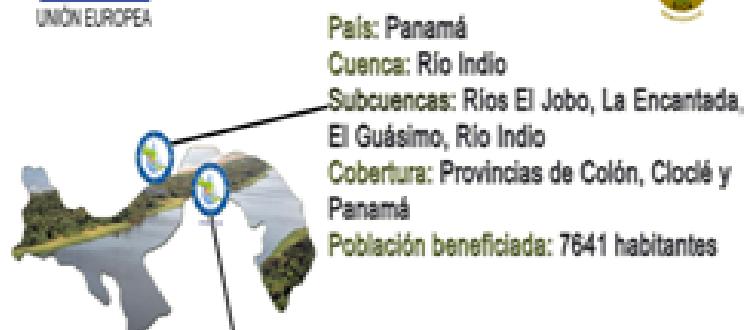 UNIÓN EUROPEA
País: Panamá
Cuenca: Río Indio
Subcuencas: Ríos El Jobo, La Encantada,
El Guásimo, Río Indio
Cobertura: Provincias de Colón, Cloclé y
Panamá
Población beneficiada: 7641 habitantes